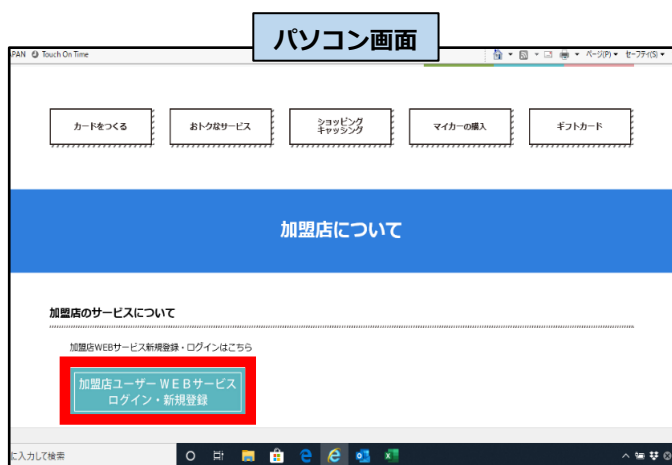 パソコン画面
PAN Touch On Time
ページ(P) セーフティ(S)
カードをつくる
おトクなサービス
ショッピング
キャッシング
マイカーの購入
ギフトカード
加盟店について
加盟店のサービスについて
加盟店WEBサービス新規登録・ログインはこちら
加盟店ユーザーＷＥＢサービス
ログイン・新規登録
に入力して検索